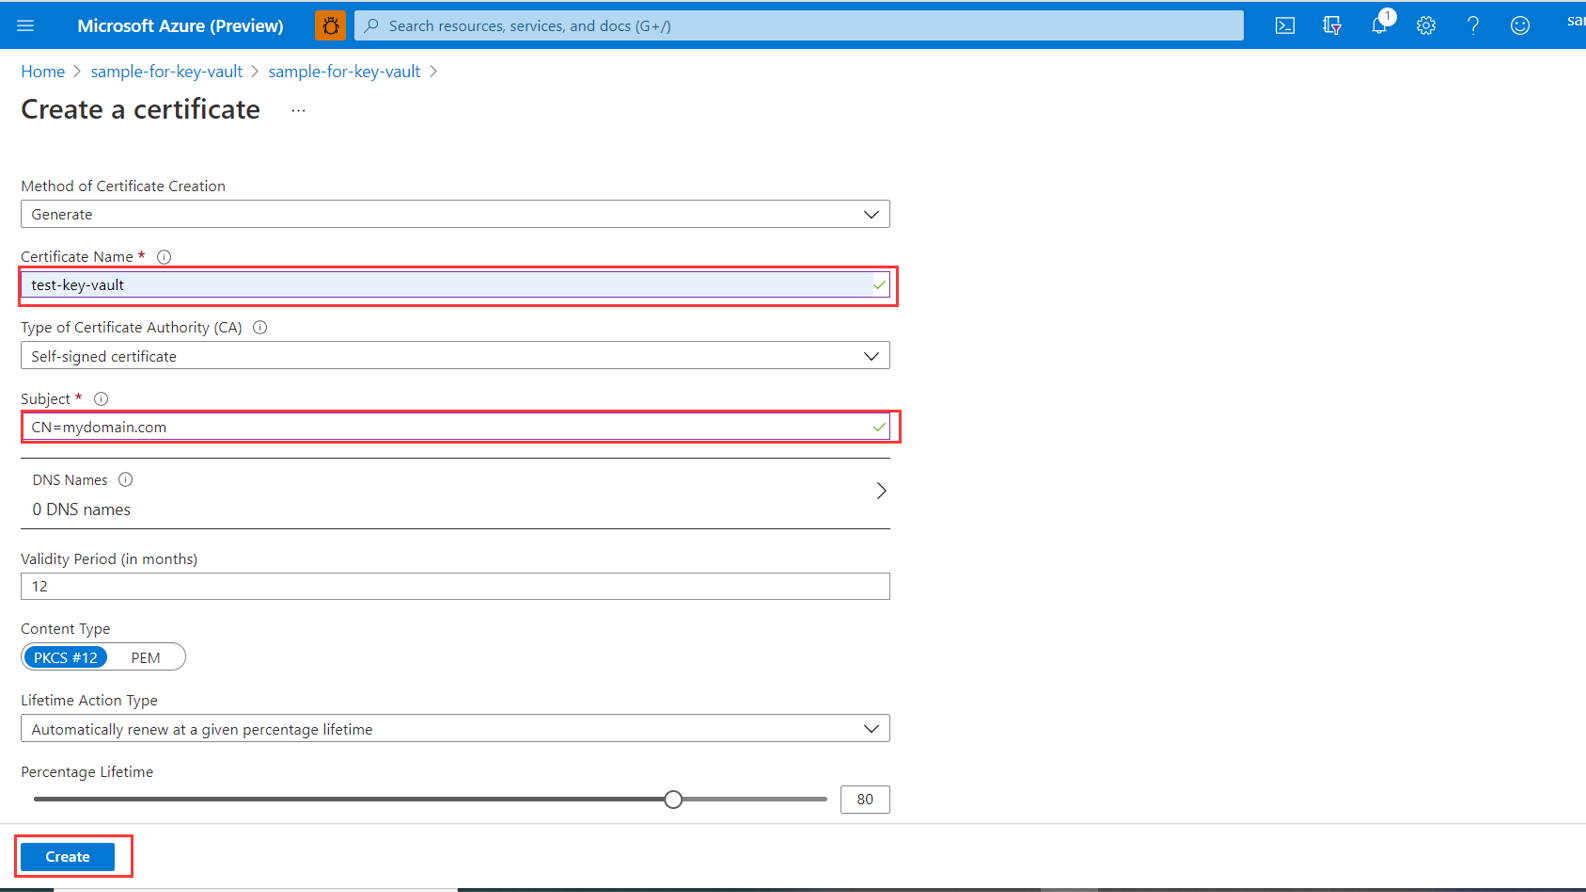 Microsoft Azure (Preview)
Search resources, services, and docs (G+/)
1
Home > sample-for-key-vault > sample-for-key-vault >
Create a certificate ...
Method of Certificate Creation
Generate
Certificate Name *
test-key-vault
Type of Certificate Authority (CA)
Self-signed certificate
Subject *
CN=mydomain.com
DNS Names
0 DNS names
Validity Period (in months)
12
Content Type
PKCS #12 PEM
Lifetime Action Type
Automatically renew at a given percentage lifetime
Percentage Lifetime
80
Create